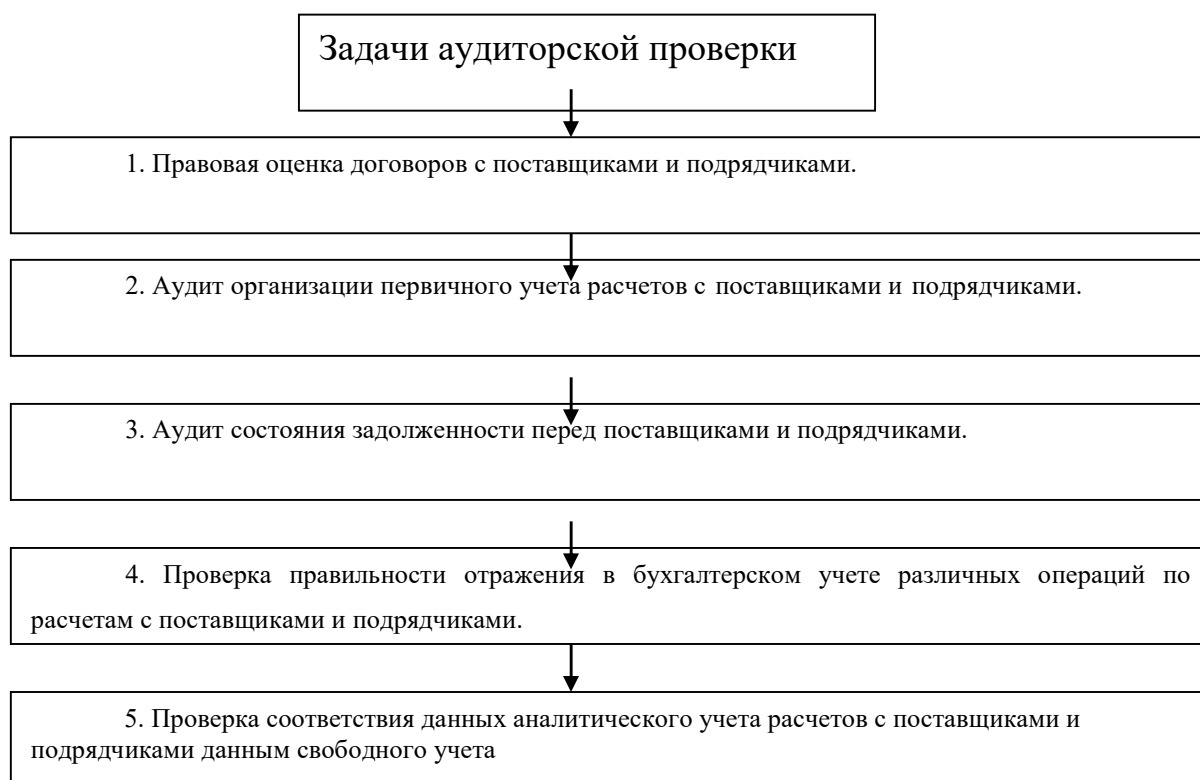 Задачи аудиторской проверки
1. Правовая оценка договоров с поставщиками и подрядчиками.
2. Аудит организации первичного учета расчетов с поставщиками и подрядчиками.
3. Аудит состояния задолженности перед поставщиками и подрядчиками.
4. Проверка правильности отражения в бухгалтерском учете различных операций по
расчетам с поставщиками и подрядчиками.
5. Проверка соответствия данных аналитического учета расчетов с поставщиками и
подрядчиками данным свободного учета